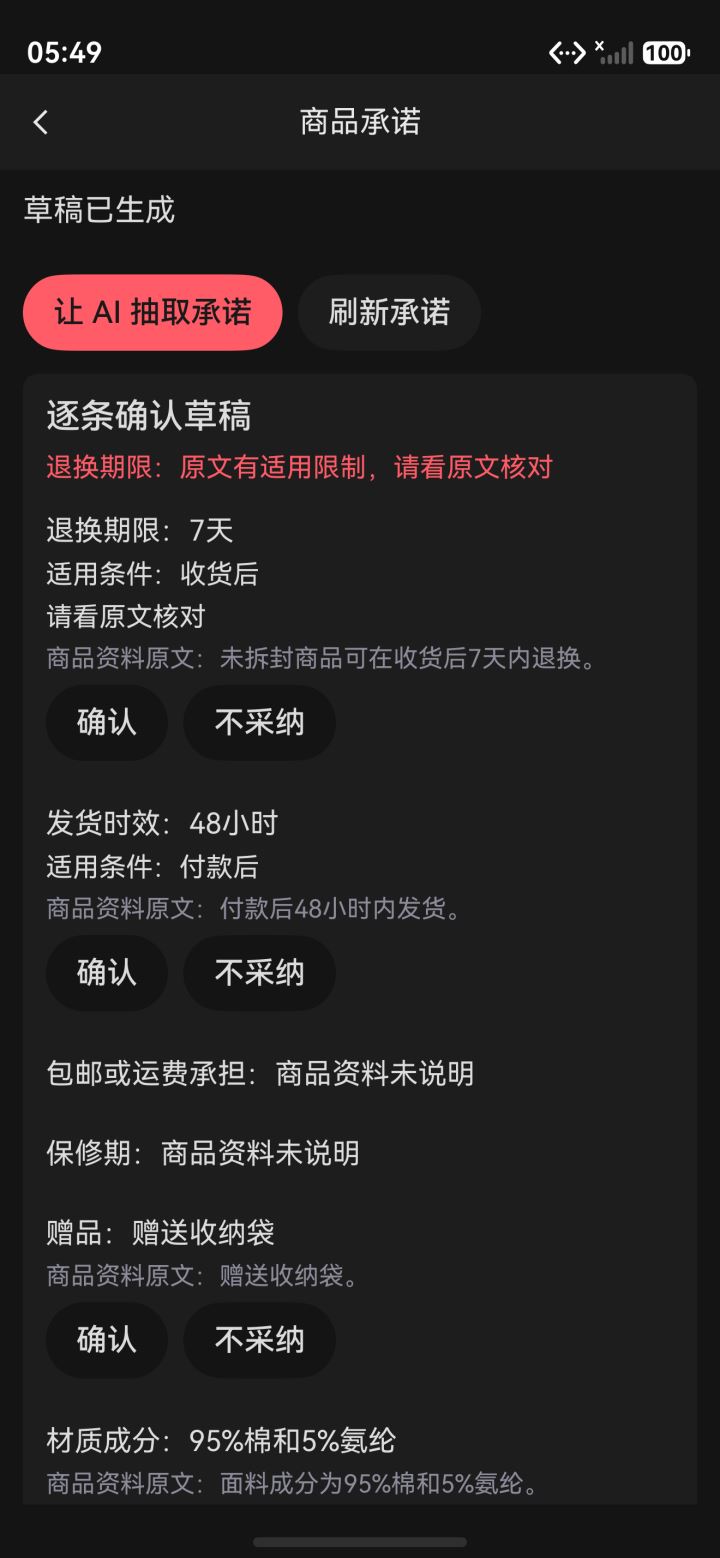 05:49
x
100
商品承诺
草稿已生成
让 AI 抽取承诺
刷新承诺
逐条确认草稿
退换期限：原文有适用限制，请看原文核对
退换期限：7天
适用条件：收货后
请看原文核对
商品资料原文：未拆封商品可在收货后7天内退换。
确认
不采纳
发货时效：48小时
适用条件：付款后
商品资料原文：付款后48小时内发货。
确认
不采纳
包邮或运费承担：商品资料未说明
保修期：商品资料未说明
赠品：赠送收纳袋
商品资料原文：赠送收纳袋。
确认
不采纳
材质成分：95%棉和5%氨纶
商品资料原文：面料成分为95%棉和5%氨纶。